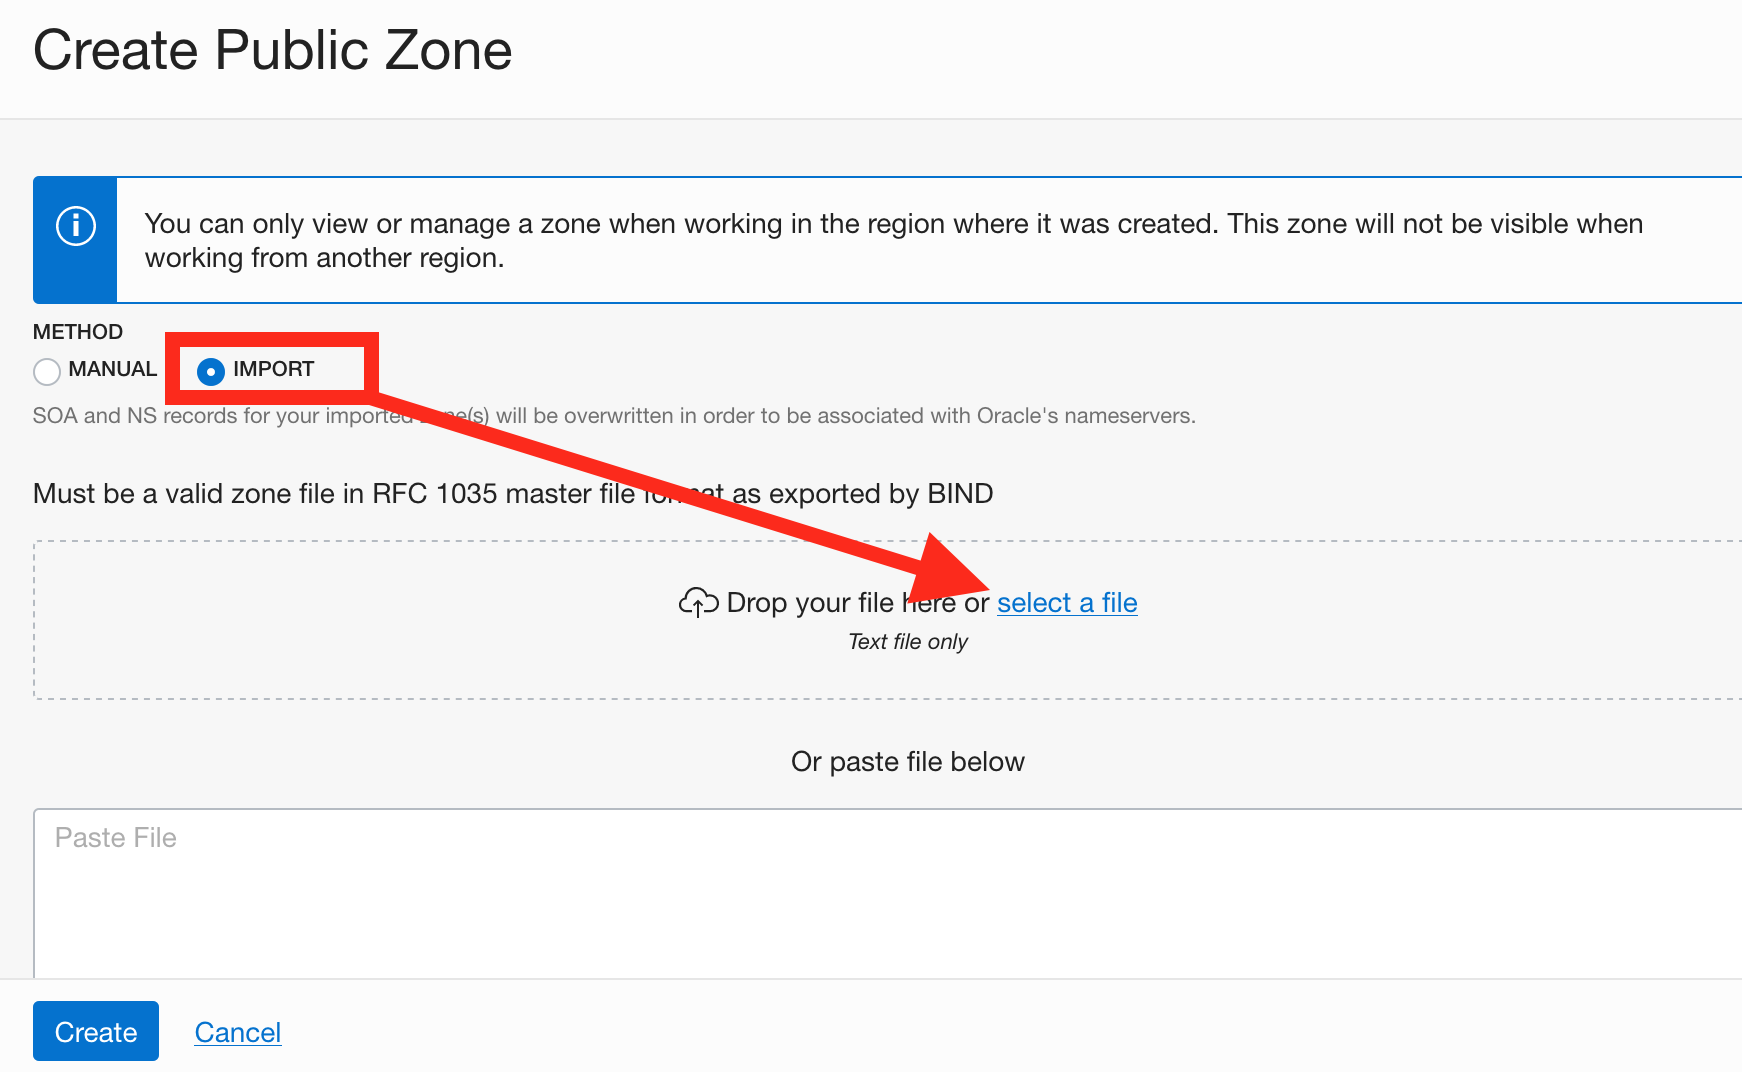 Create Public Zone
You can only view or manage a zone when working in the region where it was created. This zone will not be visible when
working from another region.
METHOD
MANUAL IMPORT
SOA and NS records for your imported zone(s) will be overwritten in order to be associated with Oracle's nameservers.
Must be a valid zone file in RFC 1035 master file format as exported by BIND
Drop your file here or select a file
Text file only
Or paste file below
Paste File
Create Cancel